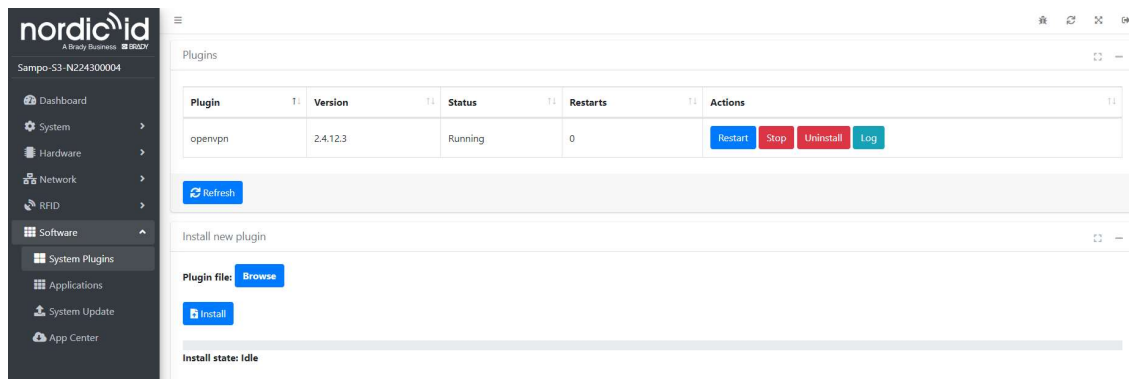 nordic id
A Brady Business BRADY
Sampo-S3-N224300004
Dashboard
System
Hardware
Network
RFID
Software
System Plugins
Applications
System Update
App Center
Plugins
Plugin Version Status Restarts Actions
openvpn 2.4.12.3 Running 0 Restart Stop Uninstall Log
Refresh
Install new plugin
Plugin file: Browse
Install
Install state: Idle